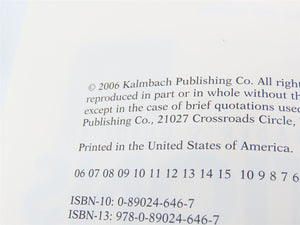 © 2006 Kalmbach Publishing Co. All right
reproduced in part or in whole without th
except in the case of brief quotations used
Publishing Co., 21027 Crossroads Circle,
Printed in the United States of America.
06 07 08 09 10 11 12 13 14 15 10 9 8 7 6
ISBN-10: 0-89024-646-7
ISBN-13: 978-0-89024-646-7